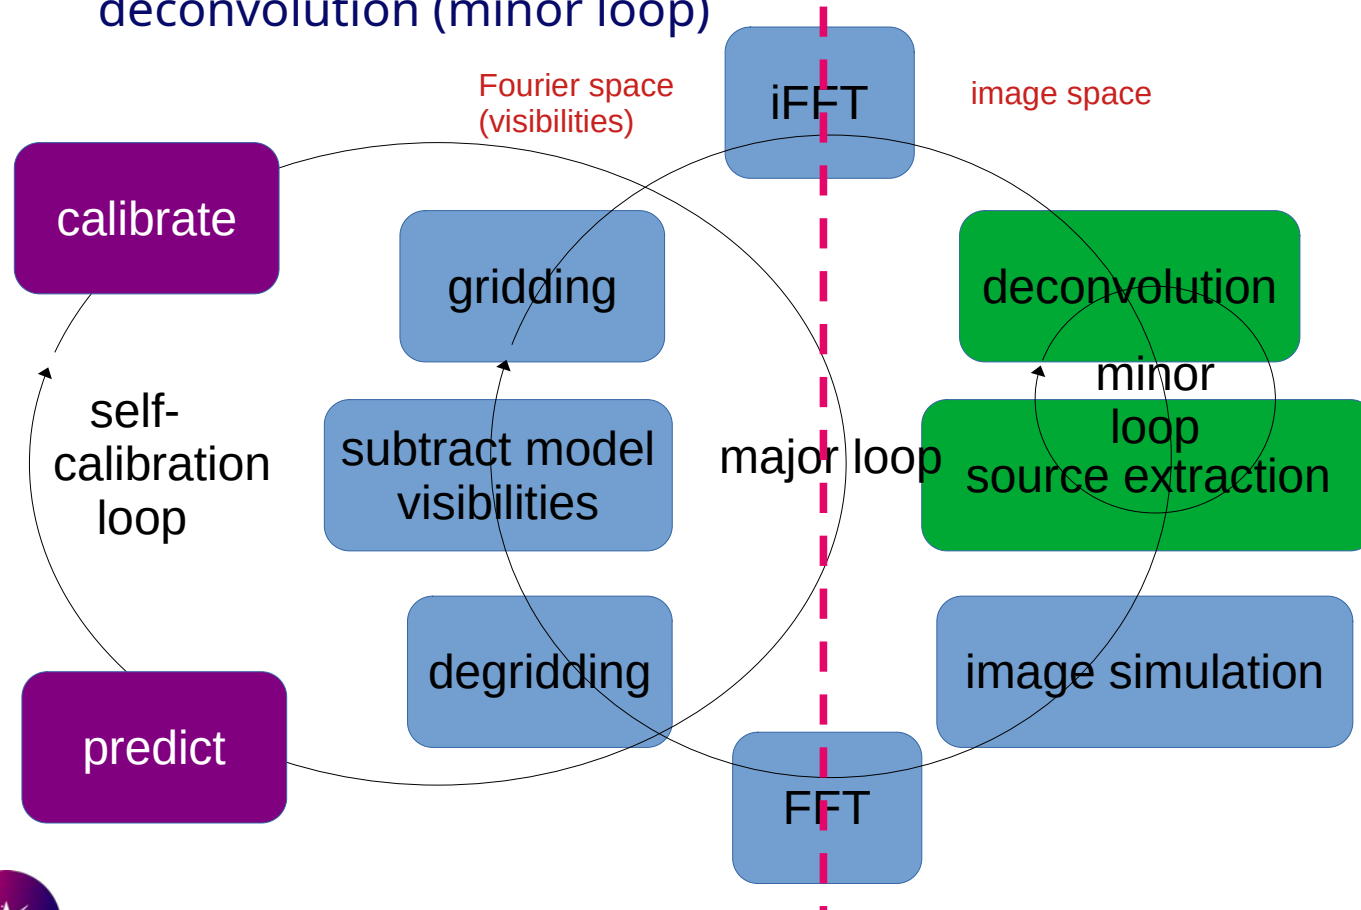 deconvolution (minor loop)
Fourier space
(visibilities)
iFFT
image space
calibrate
gridding
deconvolution
minor
loop
self-
calibration
loop
subtract model
visibilities
major loop
source extraction
degridding
image simulation
predict
FFT